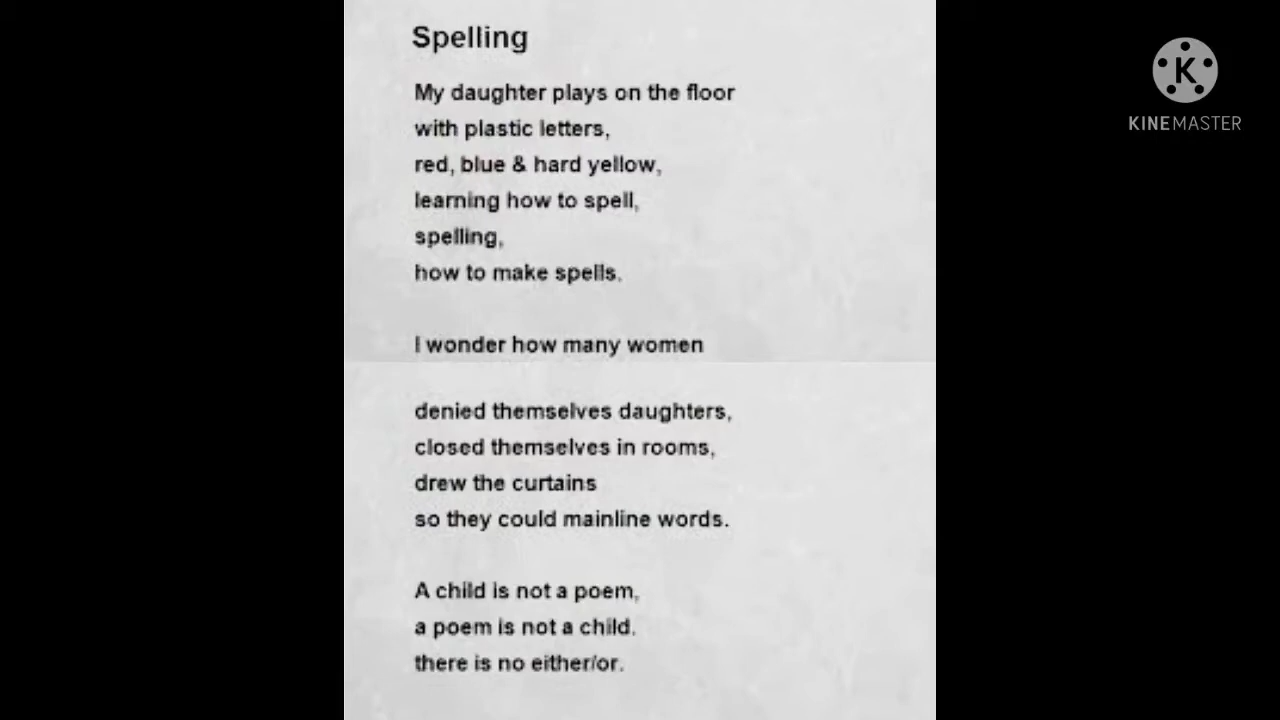 Spelling
My daughter plays on the floor
with plastic letters,
red, blue & hard yellow,
learning how to spell,
spelling,
how to make spells.
I wonder how many women
denied themselves daughters,
closed themselves in rooms,
drew the curtains
so they could mainline words.
A child is not a poem,
a poem is not a child.
there is no either/or.
K
KINEMASTER